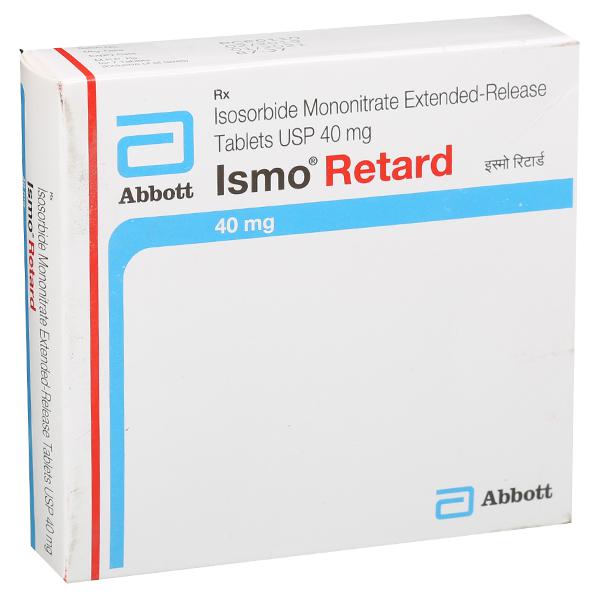 Rx
Isosorbide Mononitrate Extended-Release
Tablets USP 40 mg
Abbott
Ismo® Retard
इस्मो रिटार्ड
40 mg
Abbott
Rx
Isosorbide Mononitrate Extended-Release Tablets USP 40 mg
Ismo® Retard